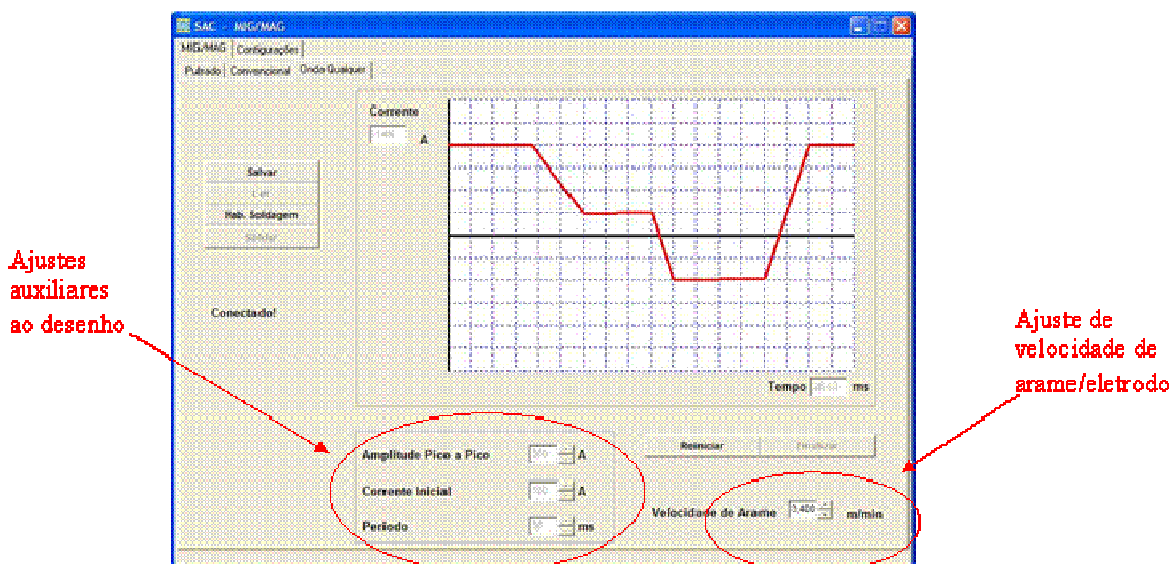 SAC - MIG/MAG
MIG/MAG Configurações
Pulsado Convencional Onda Qualquer
Corrente
A
Salvar
Hab. Soldagem
Conectado!
Tempo ms
Ajustes
auxiliares
ao desenho
Ajuste de
velocidade de
arame/eletrodo
Amplitude Pico a Pico A
Corrente Inicial A
Período ms
Reiniciar
Velocidade de Arame m/min